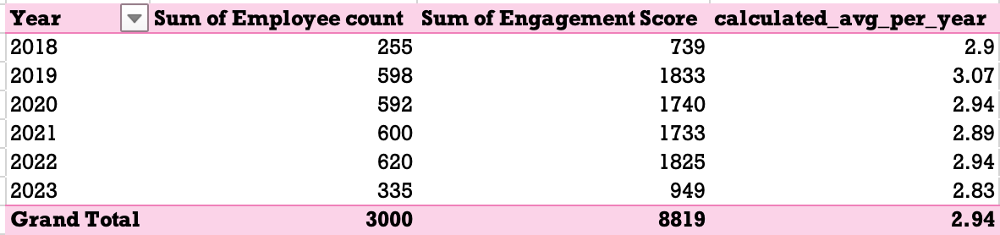 Year Sum of Employee count Sum of Engagement Score calculated_avg_per_year
2018 255 739 2.9
2019 598 1833 3.07
2020 592 1740 2.94
2021 600 1733 2.89
2022 620 1825 2.94
2023 335 949 2.83
Grand Total 3000 8819 2.94